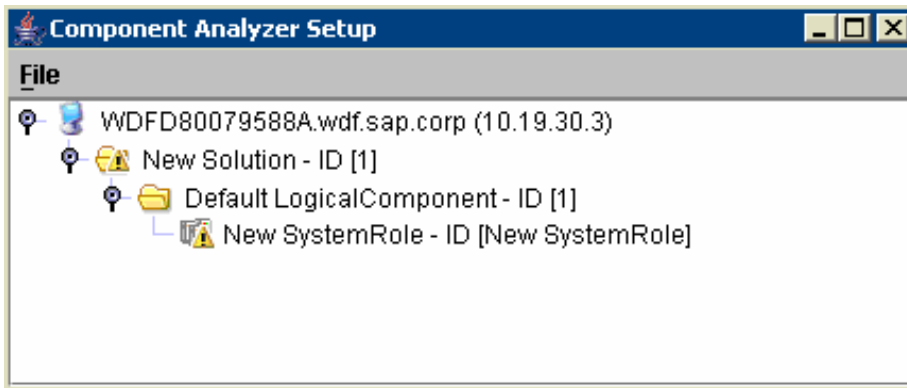 Component Analyzer Setup
File
WDFD80079588A.wdf.sap.corp (10.19.30.3)
New Solution - ID [1]
Default LogicalComponent - ID [1]
New SystemRole - ID [New SystemRole]